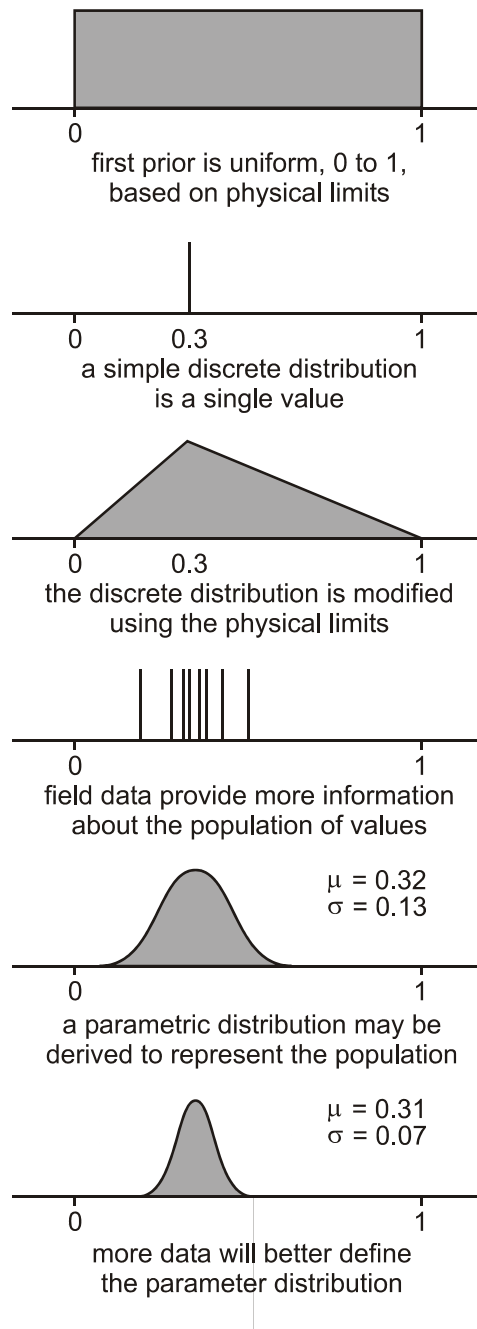 0 1
first prior is uniform, 0 to 1,
based on physical limits
0 0.3 1
a simple discrete distribution
is a single value
0 0.3 1
the discrete distribution is modified
using the physical limits
0 1
field data provide more information
about the population of values
μ = 0.32
σ = 0.13
0 1
a parametric distribution may be
derived to represent the population
μ = 0.31
σ = 0.07
0 1
more data will better define
the parameter distribution